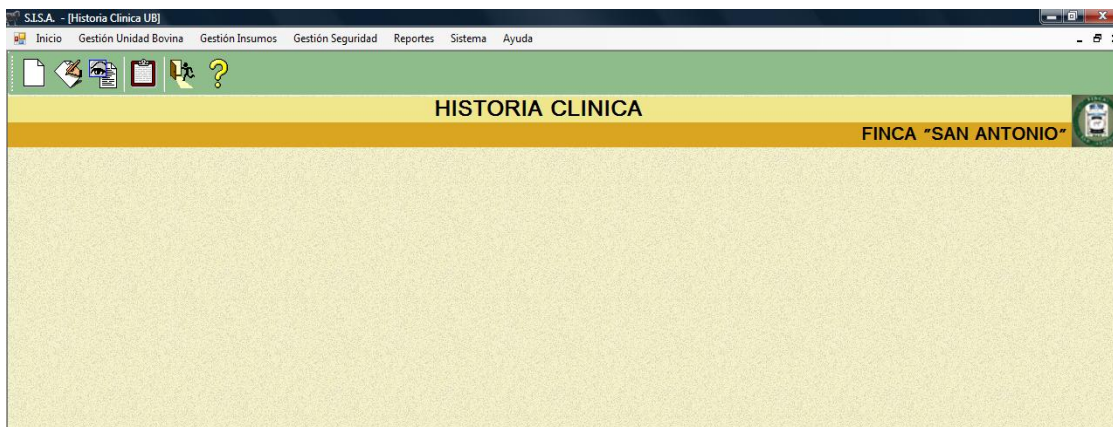 S.I.S.A. - [Historia Clinica UB]
Inicio Gestión Unidad Bovina Gestión Insumos Gestión Seguridad Reportes Sistema Ayuda
HISTORIA CLINICA
FINCA "SAN ANTONIO"